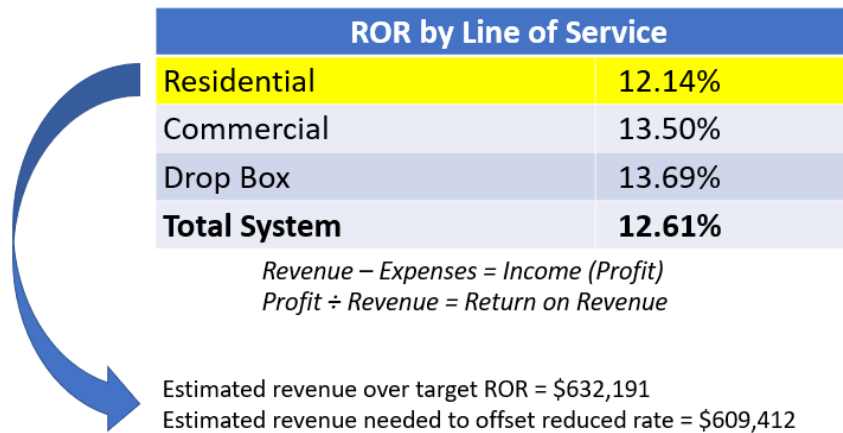 ROR by Line of Service
Residential 12.14%
Commercial 13.50%
Drop Box 13.69%
Total System 12.61%
Revenue – Expenses = Income (Profit)
Profit ÷ Revenue = Return on Revenue
Estimated revenue over target ROR = $632,191
Estimated revenue needed to offset reduced rate = $609,412